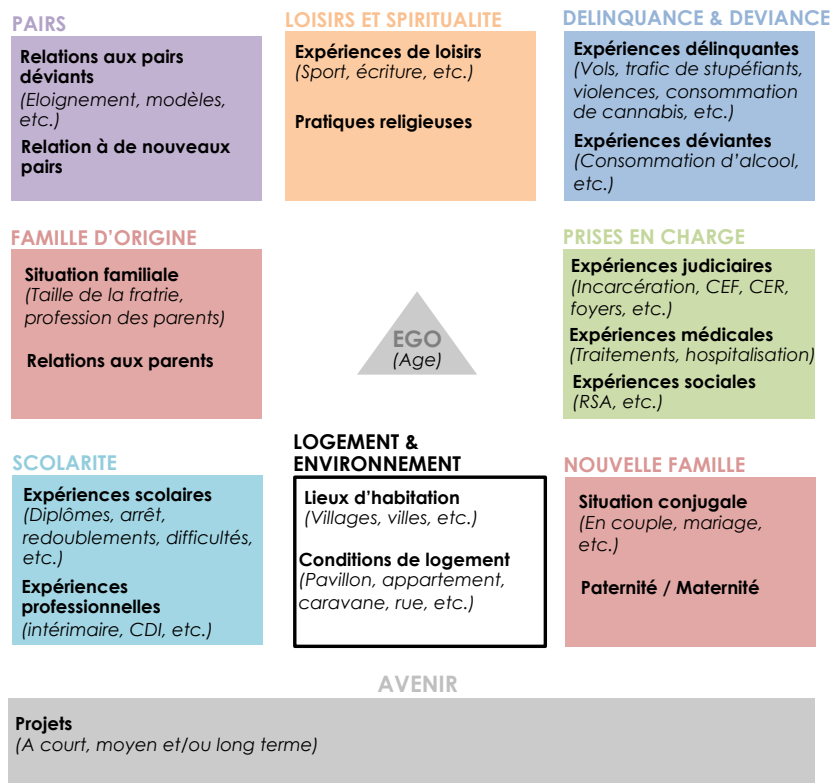 PAIRS
Relations aux pairs
déviants
(Eloignement, modèles,
etc.)
Relation à de nouveaux
pairs
LOISIRS ET SPIRITUALITE
Expériences de loisirs
(Sport, écriture, etc.)
Pratiques religieuses
DELINQUANCE & DEVIANCE
Expériences délinquantes
(Vols, trafic de stupéfiants,
violences, consommation
de cannabis, etc.)
Expériences déviantes
(Consommation d'alcool,
etc.)
FAMILLE D'ORIGINE
Situation familiale
(Taille de la fratrie,
profession des parents)
Relations aux parents
EGO
(Age)
PRISES EN CHARGE
Expériences judiciaires
(Incarcération, CEF, CER,
foyers, etc.)
Expériences médicales
(Traitements, hospitalisation)
Expériences sociales
(RSA, etc.)
SCOLARITE
Expériences scolaires
(Diplômes, arrêt,
redoublements, difficultés,
etc.)
Expériences
professionnelles
(intérimaire, CDI, etc.)
LOGEMENT &
ENVIRONNEMENT
Lieux d'habitation
(Villages, villes, etc.)
Conditions de logement
(Pavillon, appartement,
caravane, rue, etc.)
NOUVELLE FAMILLE
Situation conjugale
(En couple, mariage,
etc.)
Paternité / Maternité
AVENIR
Projets
(A court, moyen et/ou long terme)